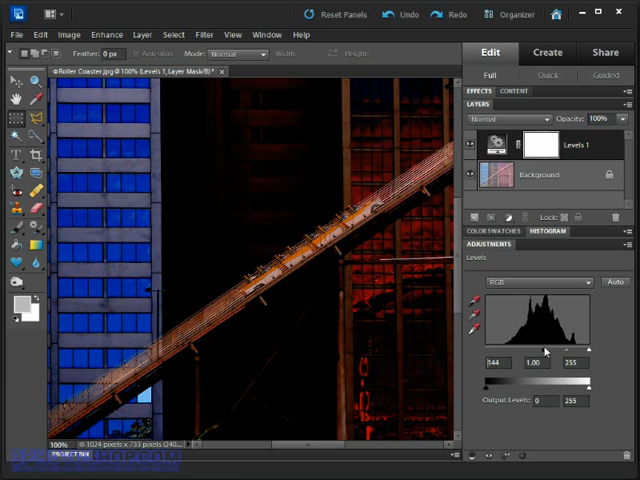 Reset Panels Undo Redo Organizer
File Edit Image Enhance Layer Select Filter View Window Help
Feather: 0 px Anti-alias Mode: Normal Width: Height:
Edit Create Share
Roller Coaster.jpg @ 100% (Levels 1, Layer Mask/8) * x
Full Quick Guided
EFFECTS CONTENT
LAYERS
Normal Opacity: 100%
Levels 1
Background
Lock:
COLOR SWATCHES HISTOGRAM
ADJUSTMENTS
Levels
RGB Auto
144 1.00 255
Output Levels: 0 255
100% 1024 pixels x 733 pixels (240...
PROJECT BIN